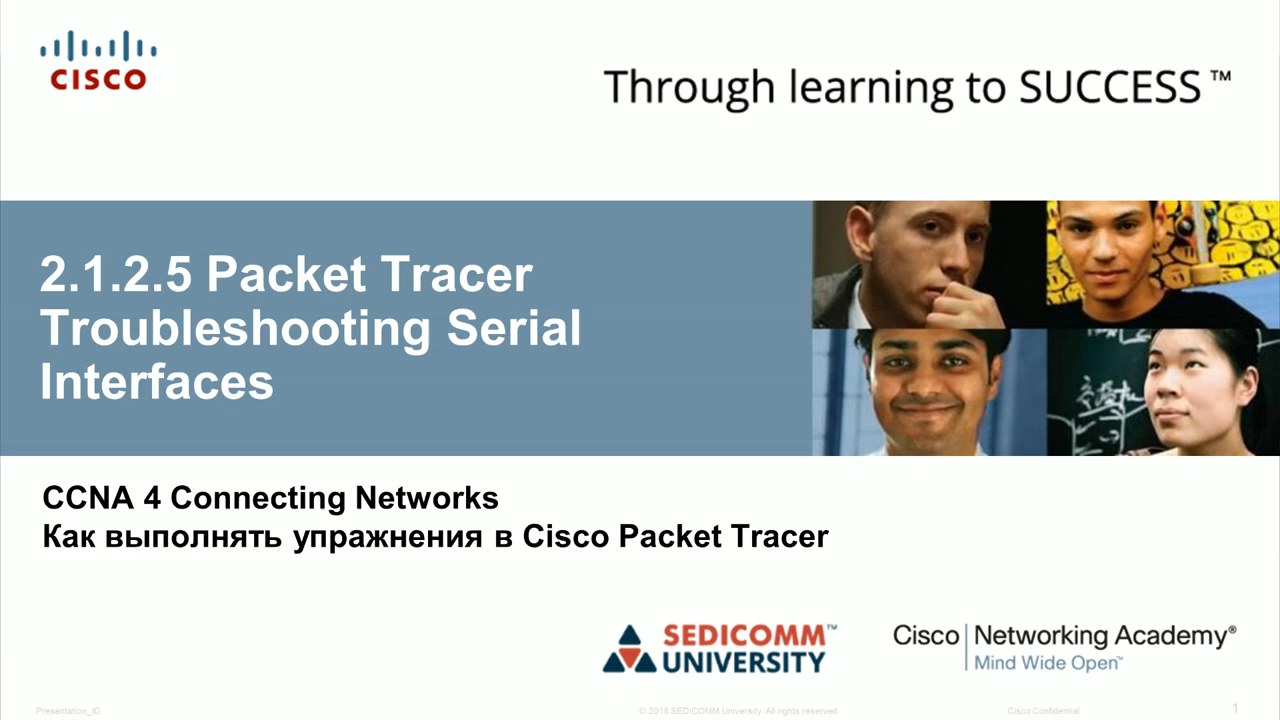 CISCO
Through learning to SUCCESS™
2.1.2.5 Packet Tracer
Troubleshooting Serial
Interfaces
CCNA 4 Connecting Networks
Как выполнять упражнения в Cisco Packet Tracer
SEDICOMM™
UNIVERSITY
Cisco Networking Academy®
Mind Wide Open™
Presentation_ID
© 2018 SEDICOMM University. All rights reserved.
Cisco Confidential
1